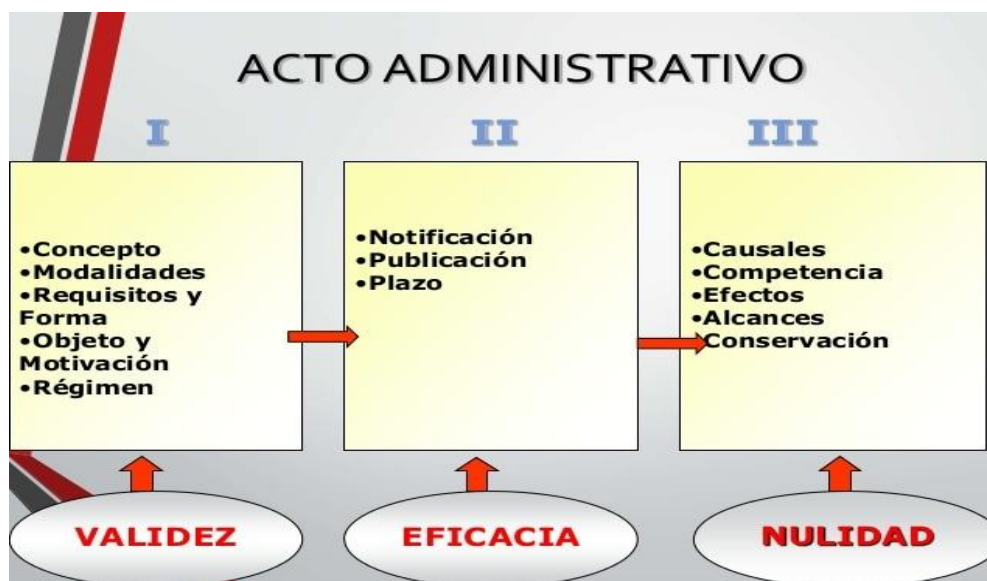 ACTO ADMINISTRATIVO
I
II
III
•Concepto
•Modalidades
•Requisitos y
Forma
•Objeto y
Motivación
•Régimen
•Notificación
•Publicación
•Plazo
•Causales
•Competencia
•Efectos
•Alcances
Conservación
VALIDEZ
EFICACIA
NULIDAD